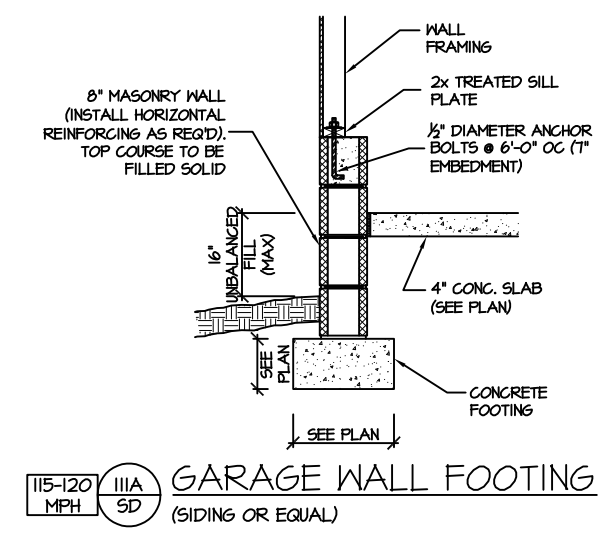 WALL
FRAMING
2x TREATED SILL
PLATE
8" MASONRY WALL
(INSTALL HORIZONTAL
REINFORCING AS REQ'D).
TOP COURSE TO BE
FILLED SOLID
½" DIAMETER ANCHOR
BOLTS @ 6'-0" OC (7"
EMBEDMENT)
16"
UNBALANCED
FILL
(MAX)
4" CONC. SLAB
(SEE PLAN)
SEE
PLAN
CONCRETE
FOOTING
SEE PLAN
115-120
MPH
111A
SD
GARAGE WALL FOOTING
(SIDING OR EQUAL)